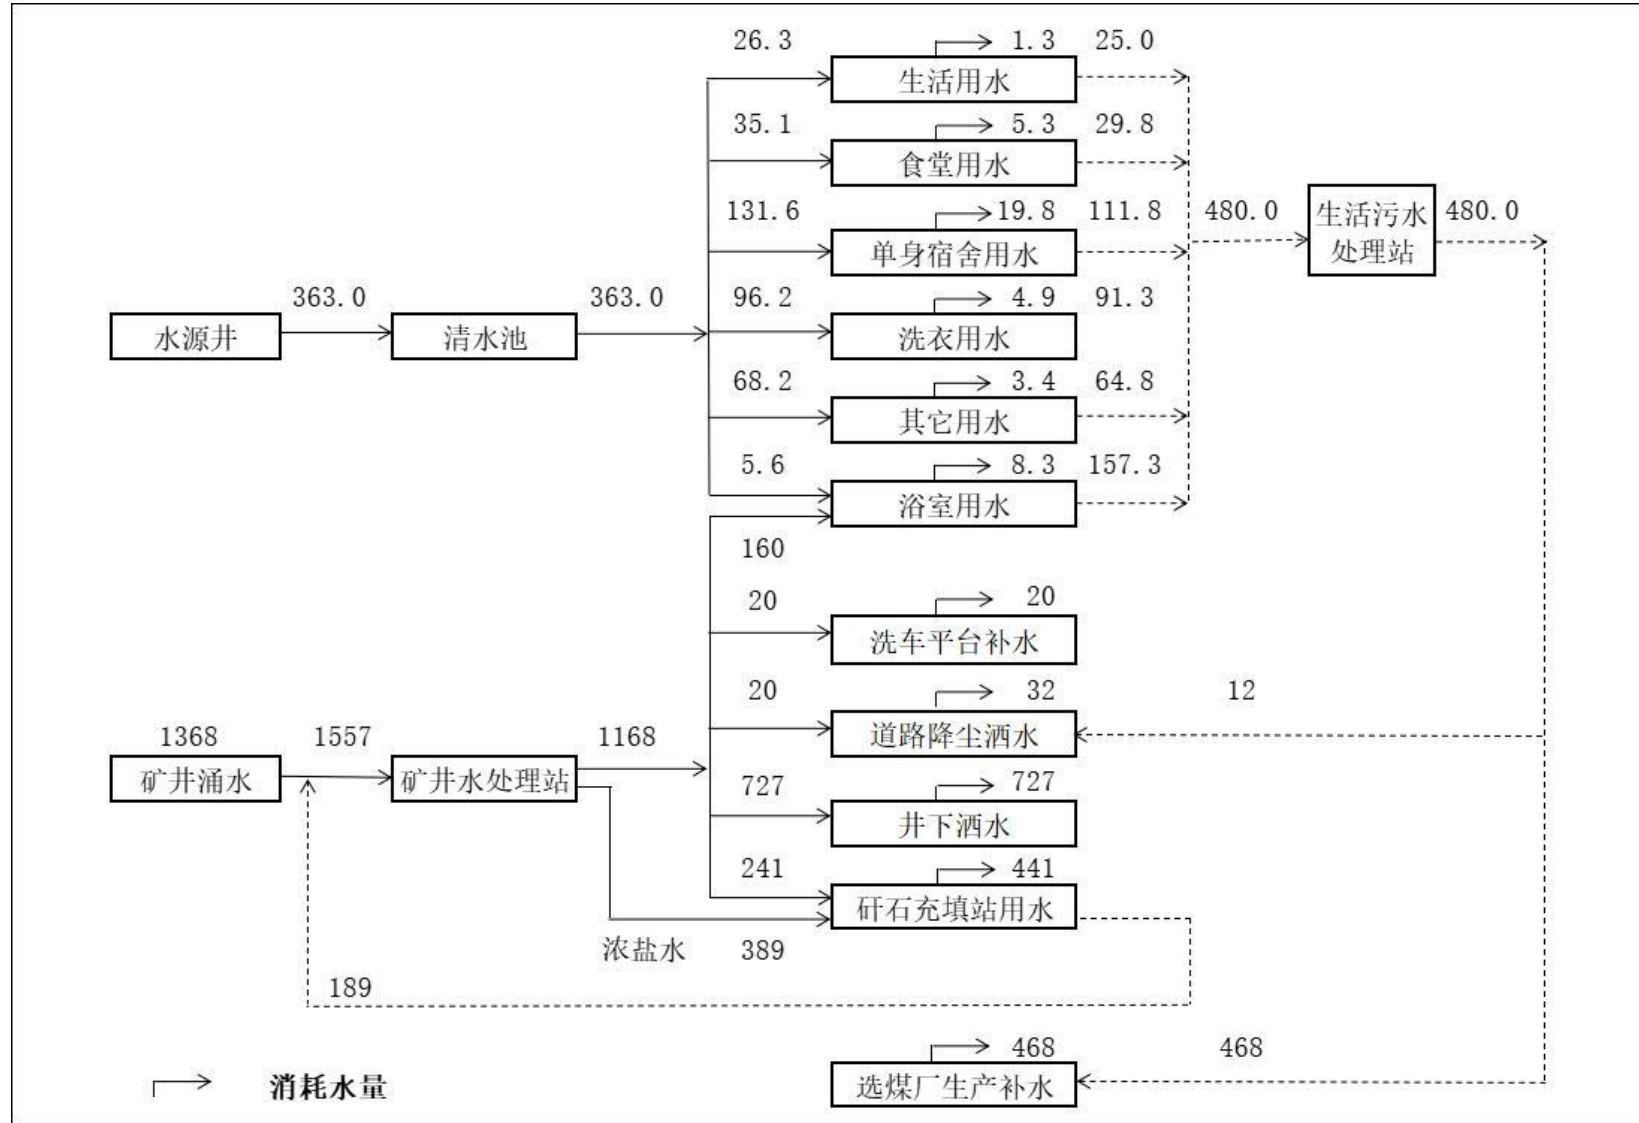 26.3 1.3 25.0
生活用水
35.1 5.3 29.8
食堂用水
131.6 19.8 111.8 480.0 生活污水 480.0
单身宿舍用水 处理站
363.0 363.0 96.2 4.9 91.3
水源井 清水池 洗衣用水
68.2 3.4 64.8
其它用水
5.6 8.3 157.3
浴室用水
160
20 20
洗车平台补水
20 32 12
道路降尘洒水
1368 1557 1168
矿井涌水 矿井水处理站
727 727
井下洒水
241 441
矸石充填站用水
浓盐水 389
189
468 468
选煤厂生产补水
消耗水量